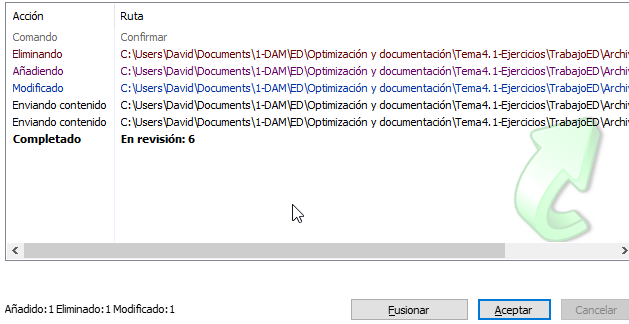 Acción Ruta
Comando Confirmar
Eliminando C:\Users\David\Documents\1-DAM\ED\Optimización y documentación\Tema4.1-Ejercicios\TrabajoED\Archi
Añadiendo C:\Users\David\Documents\1-DAM\ED\Optimización y documentación\Tema4.1-Ejercicios\TrabajoED\Archi
Modificado C:\Users\David\Documents\1-DAM\ED\Optimización y documentación\Tema4.1-Ejercicios\TrabajoED\Archi
Enviando contenido C:\Users\David\Documents\1-DAM\ED\Optimización y documentación\Tema4.1-Ejercicios\TrabajoED\Archi
Enviando contenido C:\Users\David\Documents\1-DAM\ED\Optimización y documentación\Tema4.1-Ejercicios\TrabajoED\Archi
Completado En revisión: 6
Añadido:1 Eliminado:1 Modificado:1 Fusionar Aceptar Cancelar